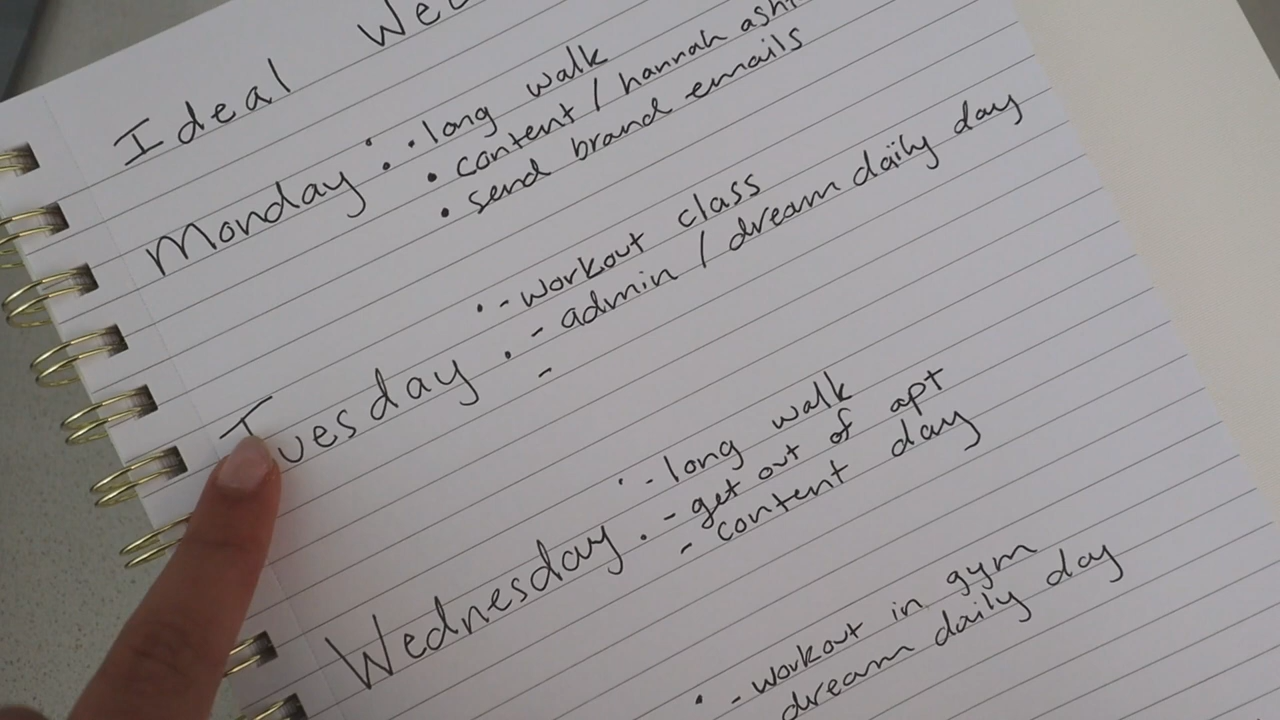 Ideal
Monday : • long walk
• content / hannah
• send brand emails
Tuesday : - workout class
- admin / dream daily day
-
Wednesday : - long walk
- get out of apt
- content day
- workout in gym
dream daily day